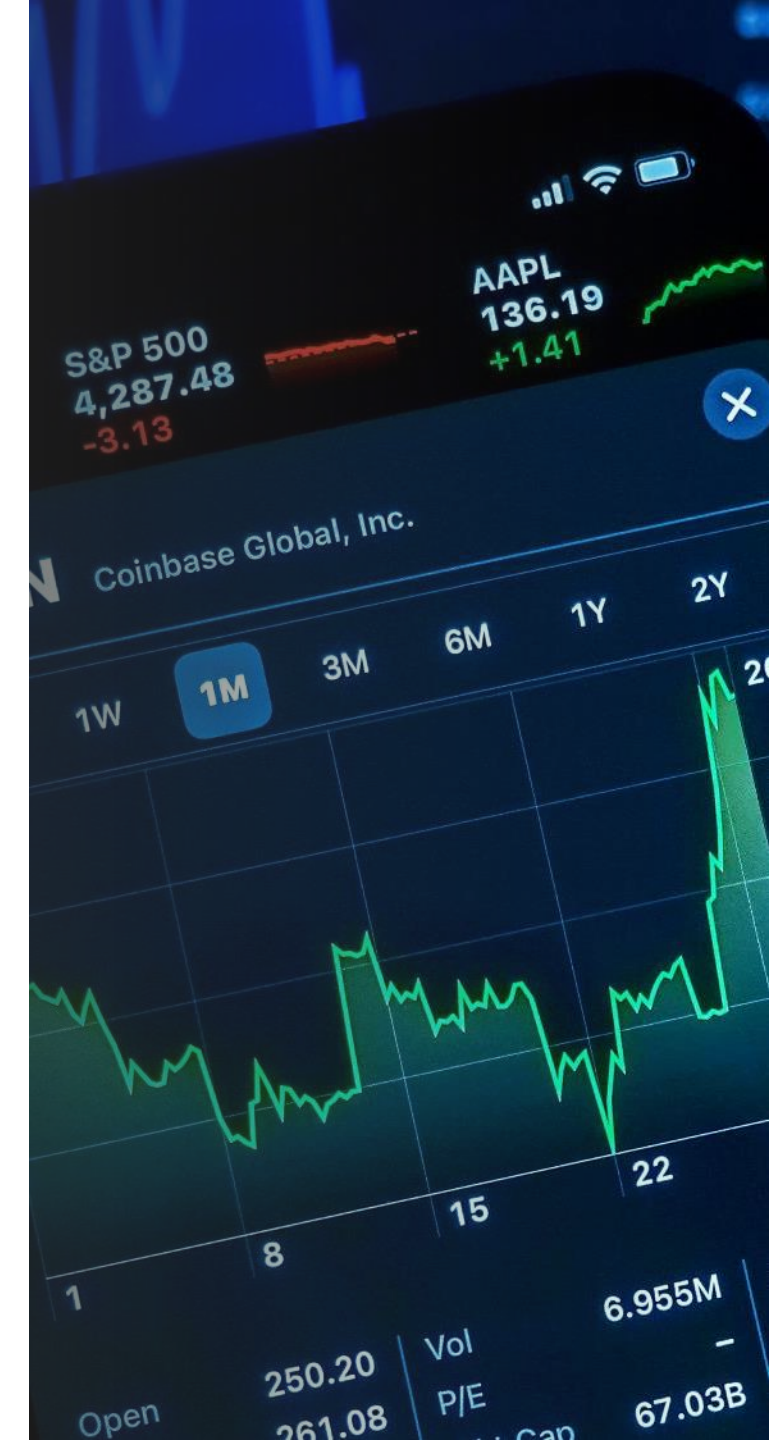 AAPL
136.19
+1.41
S&P 500
4,287.48
-3.13
N Coinbase Global, Inc.
1W 1M 3M 6M 1Y 2Y
1 8 15 22
Open 250.20
261.08
Vol 6.955M
P/E –
Cap 67.03B